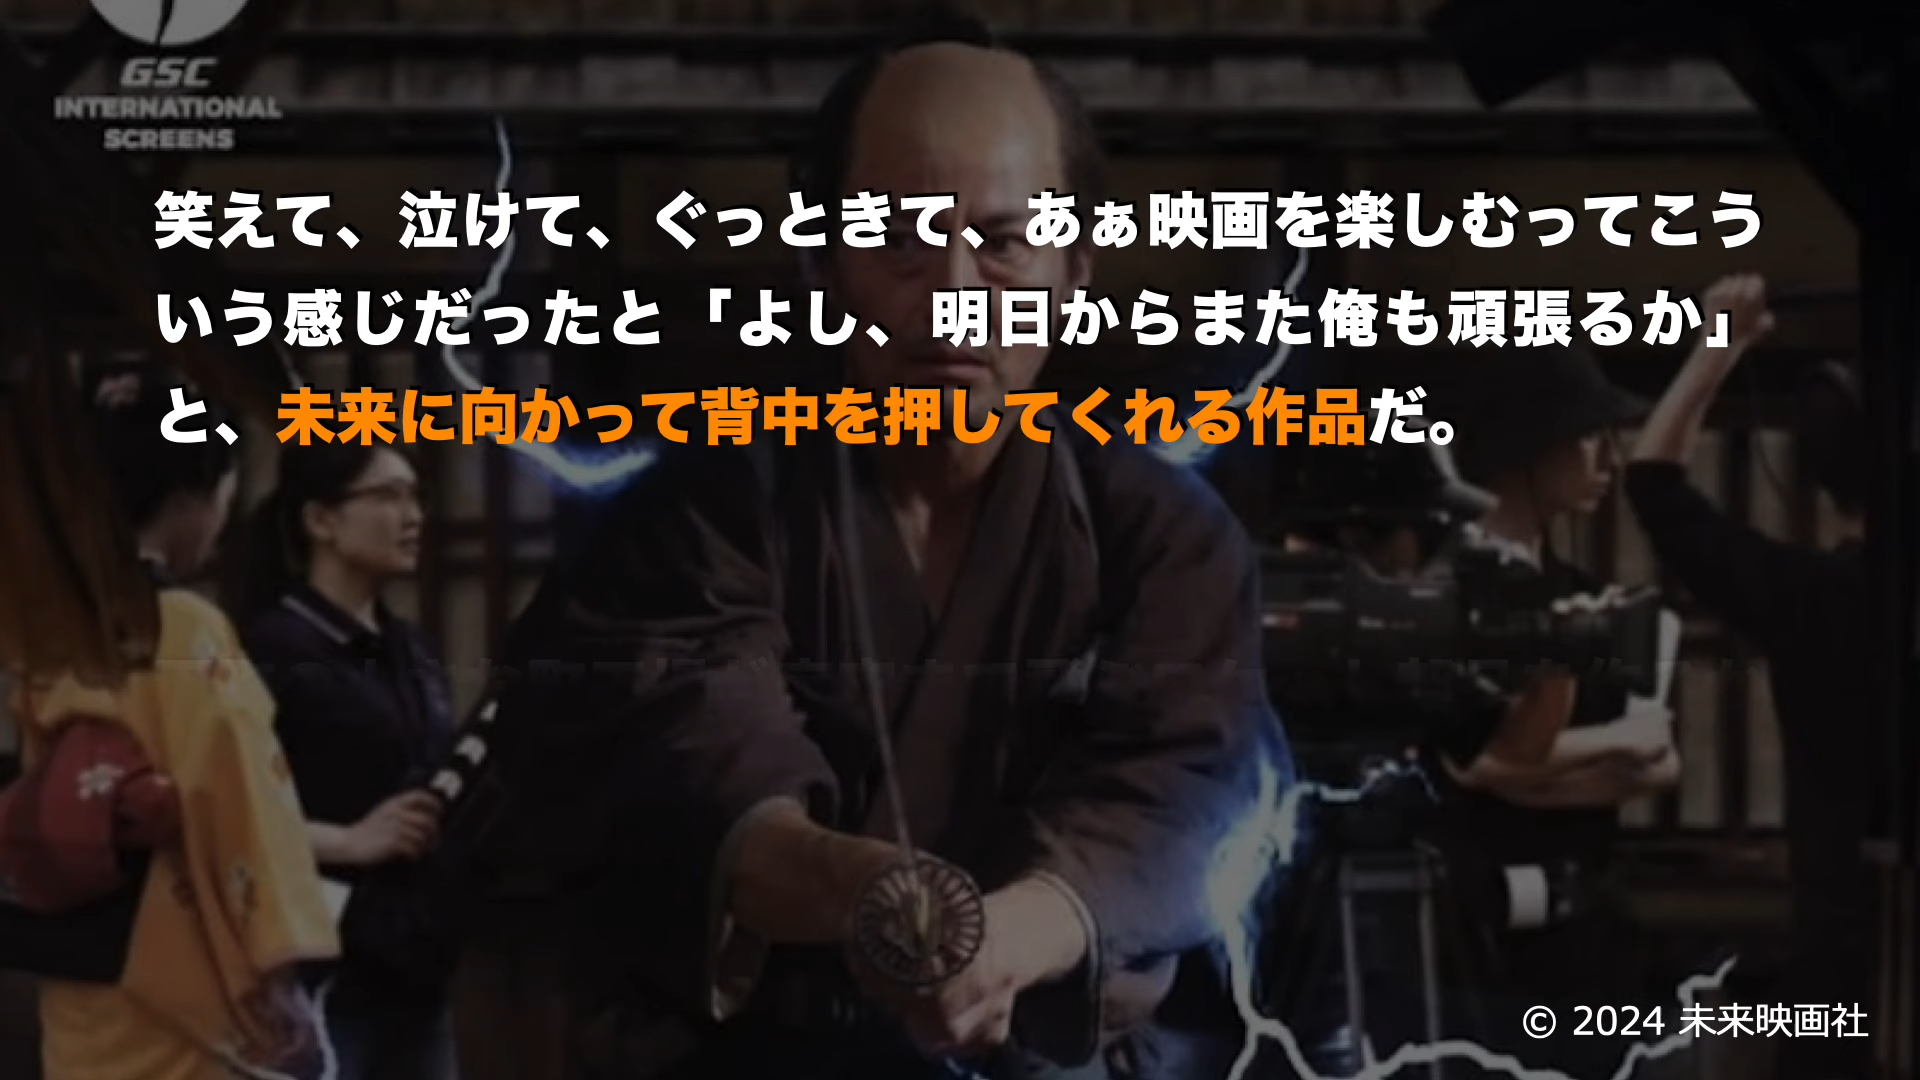 GSC
INTERNATIONAL
SCREENS
笑えて、泣けて、ぐっときて、あぁ映画を楽しむってこう
いう感じだったと「よし、明日からまた俺も頑張るか」
と、未来に向かって背中を押してくれる作品だ。
© 2024 未来映画社